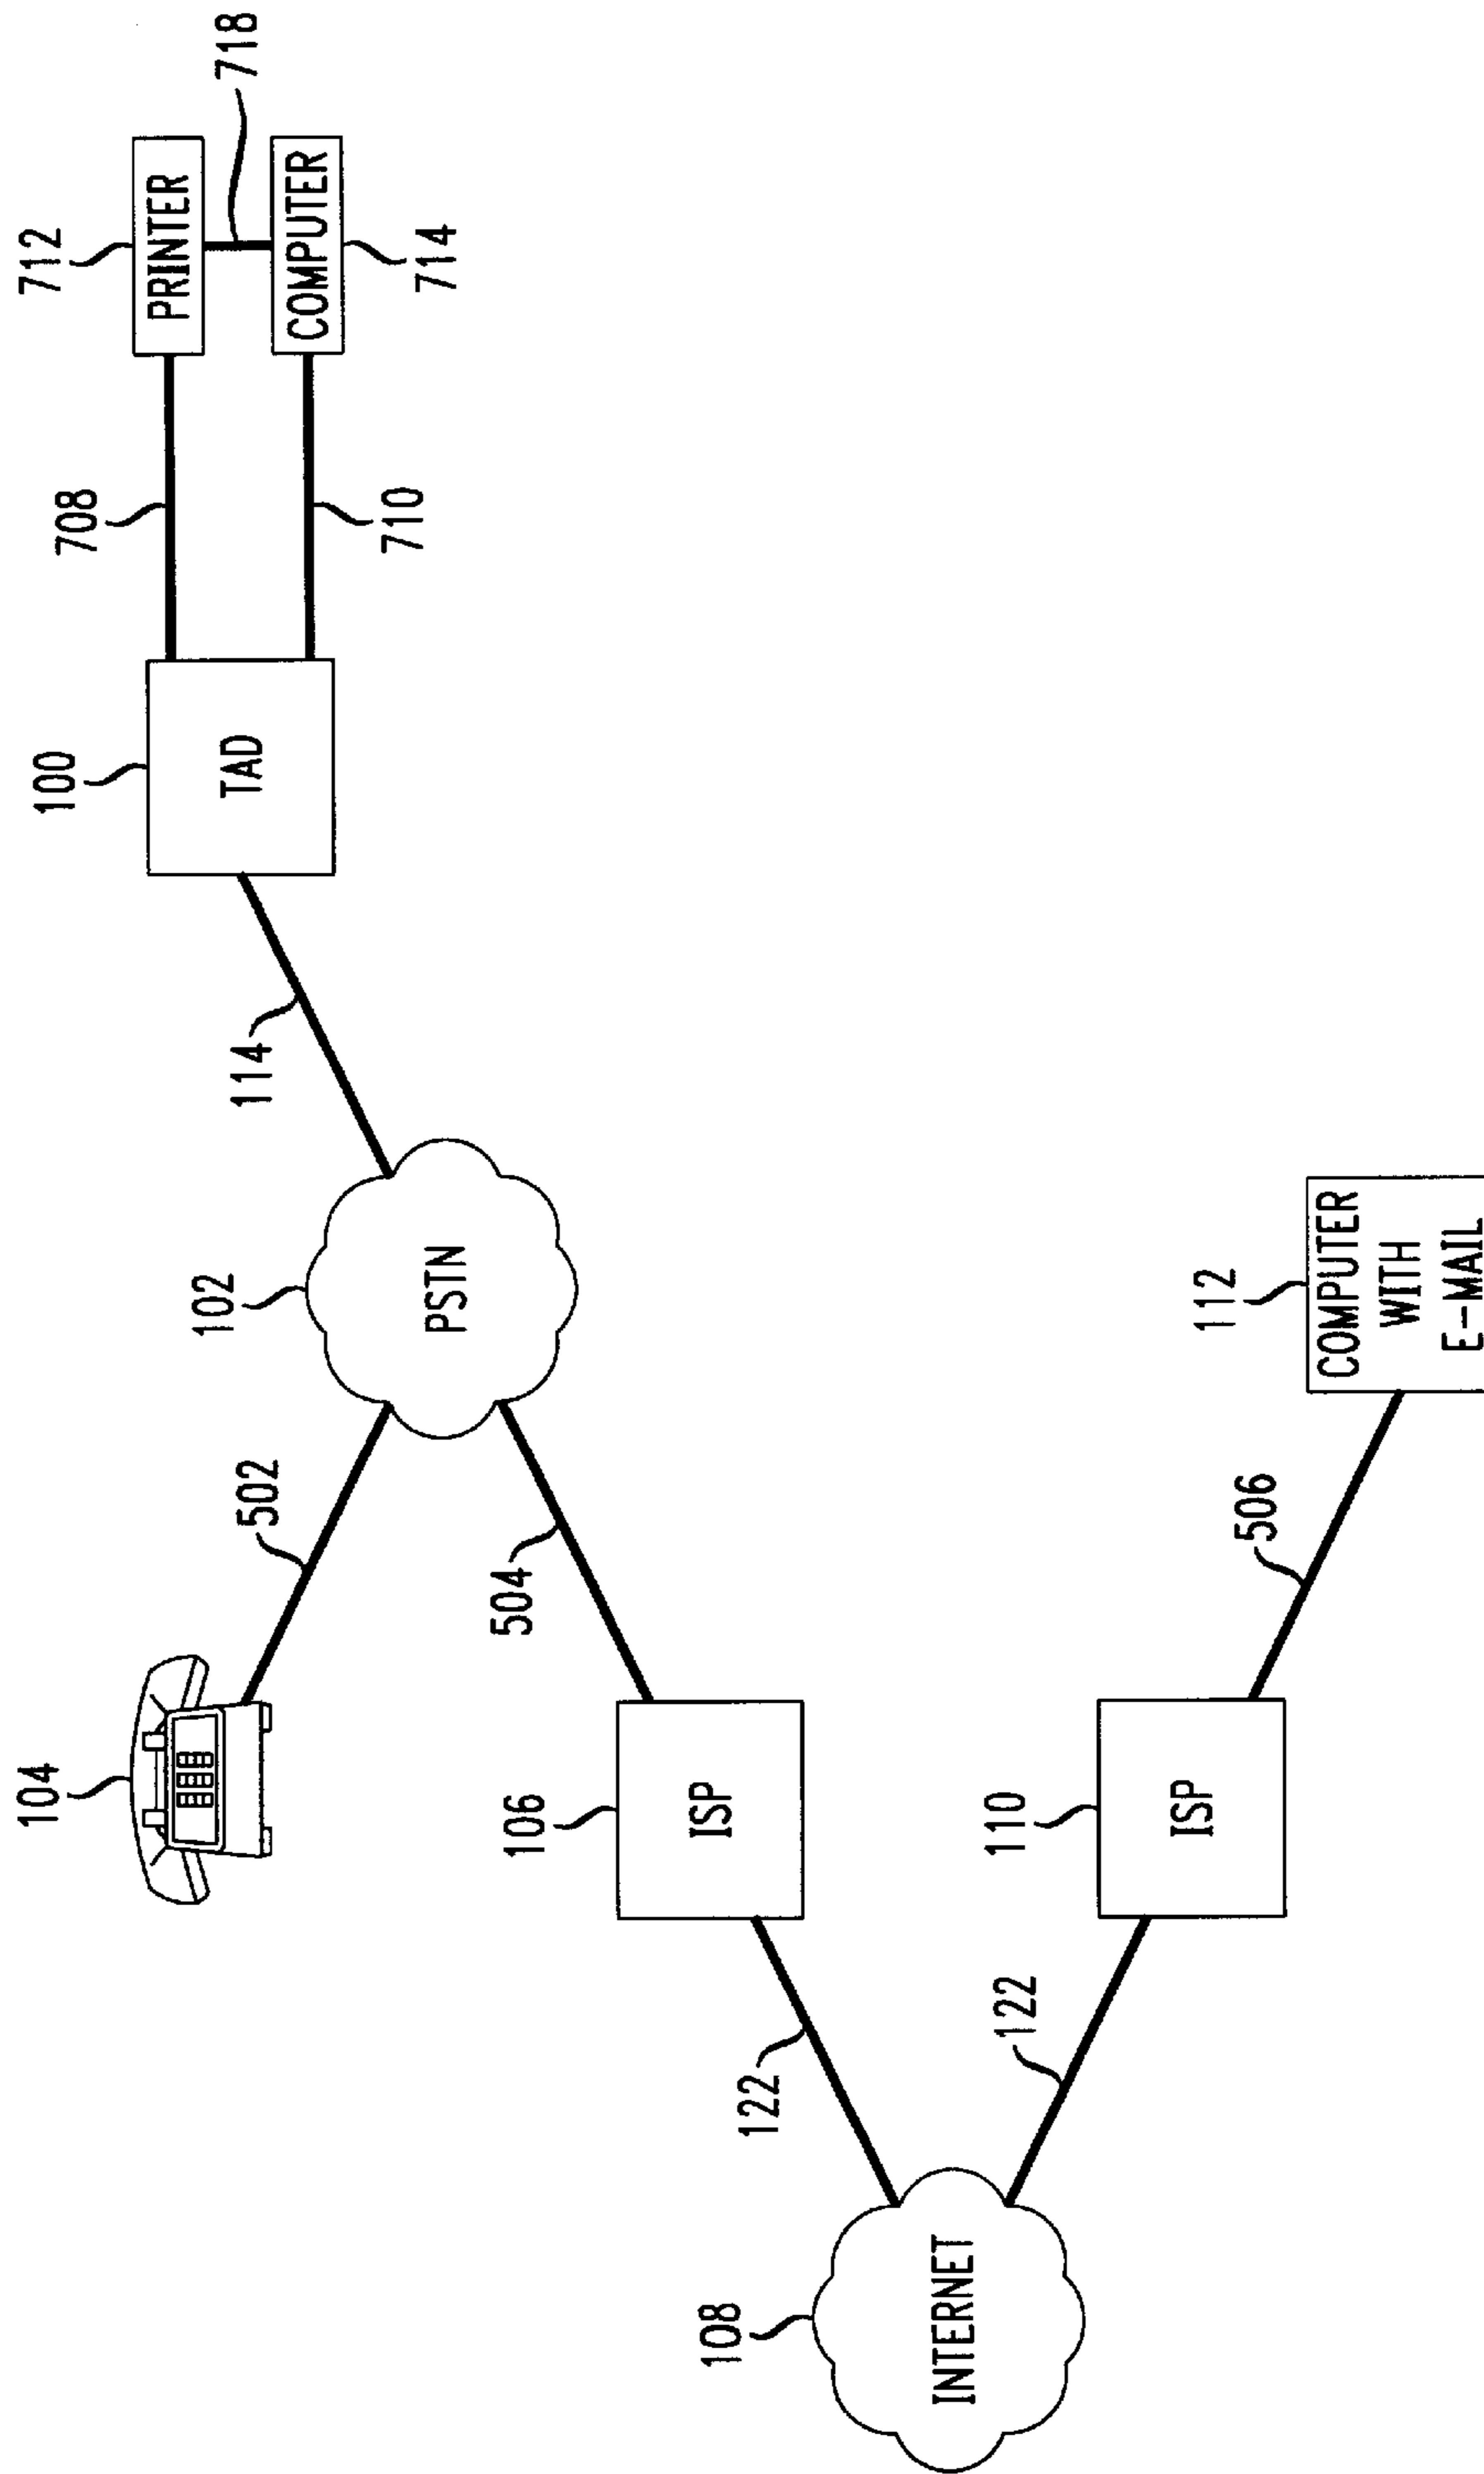 104
712
100
708
PRINTER
102
718
TAD
114
502
COMPUTER
710
714
PSTN
504
106
ISP
108
122
INTERNET
110
122
ISP
112
506
COMPUTER
WITH
E-MAIL